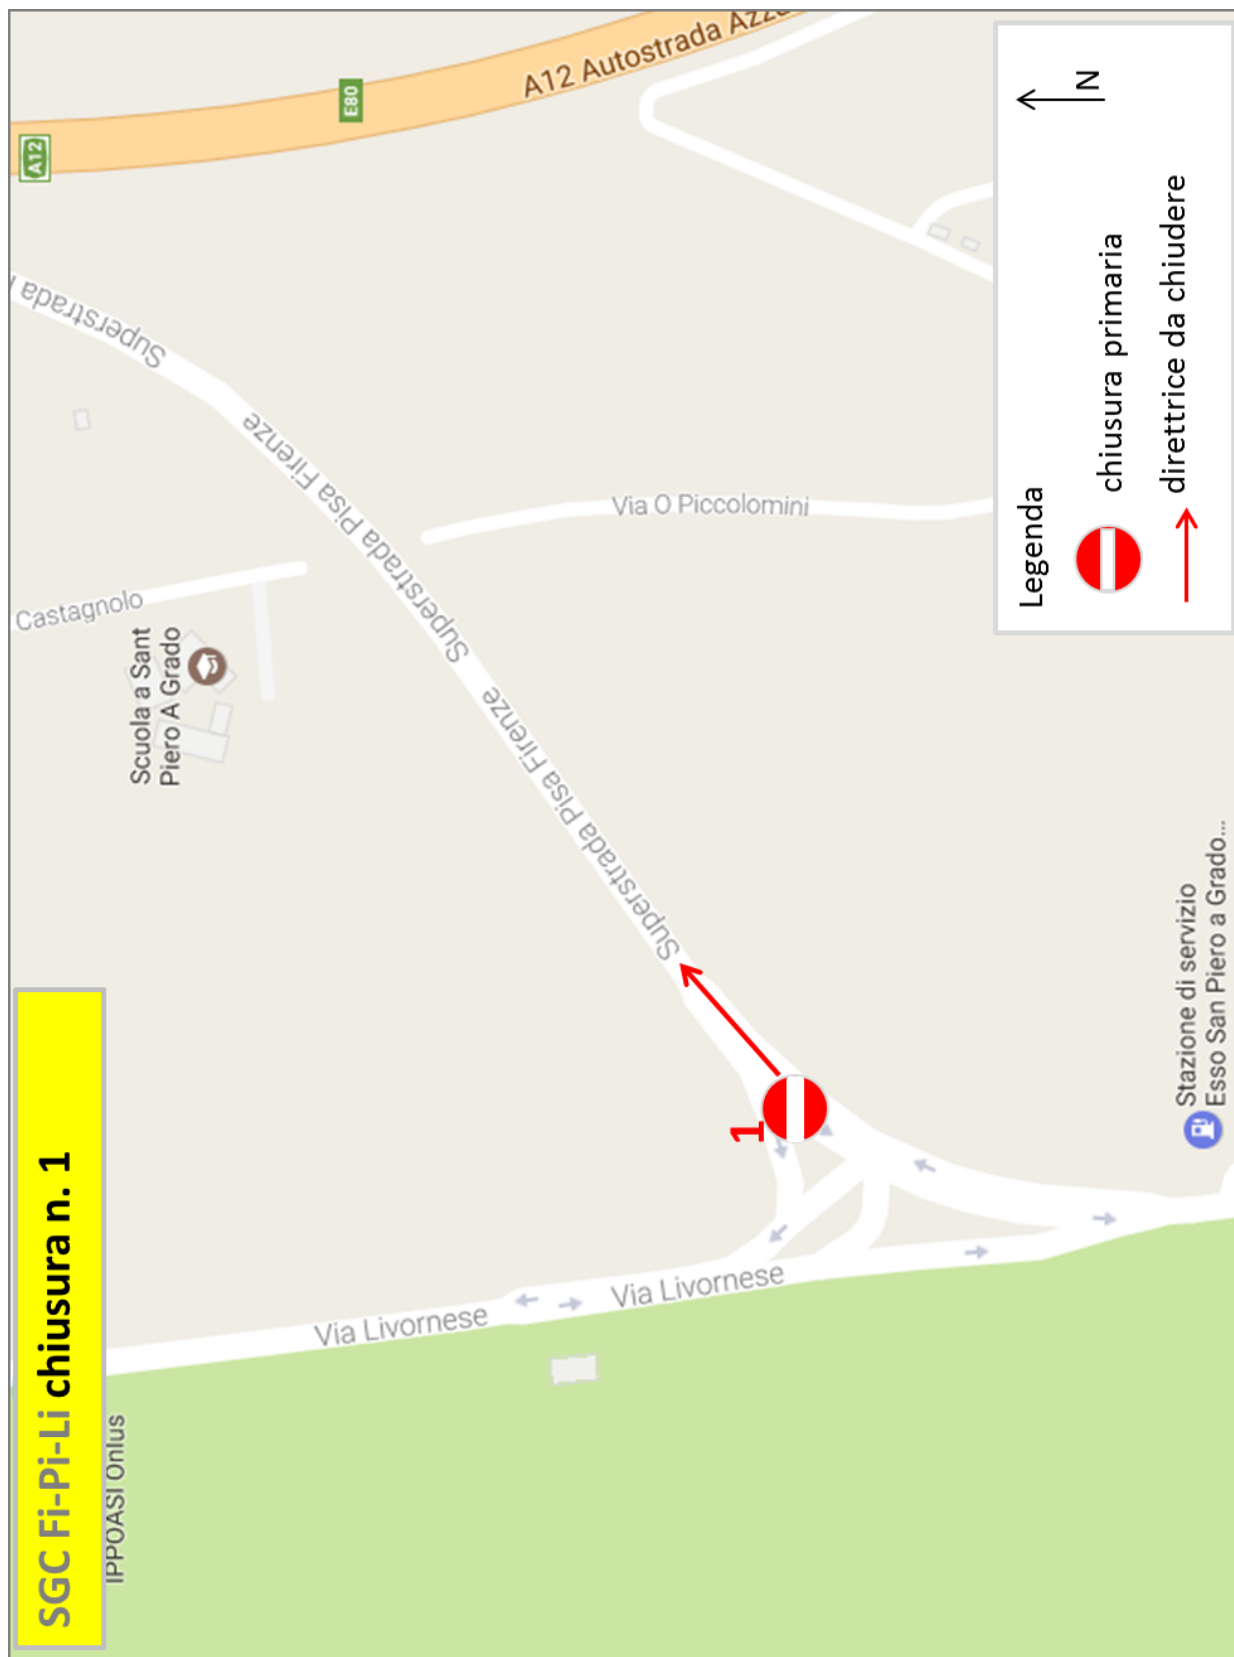 SGC Fi-Pi-Li chiusura n. 1
IPPOASI Onlus
Scuola a Sant
Piero A Grado
Castagnolo
A12
E80
A12 Autostrada Azzu
Superstrada
Superstrada Pisa Firenze
Superstrada Pisa Firenze
Superstrada
Via O Piccolomini
Via Livornese
Via Livornese
1
Stazione di servizio
Esso San Piero a Grado...
Legenda
chiusura primaria
direttrice da chiudere
N